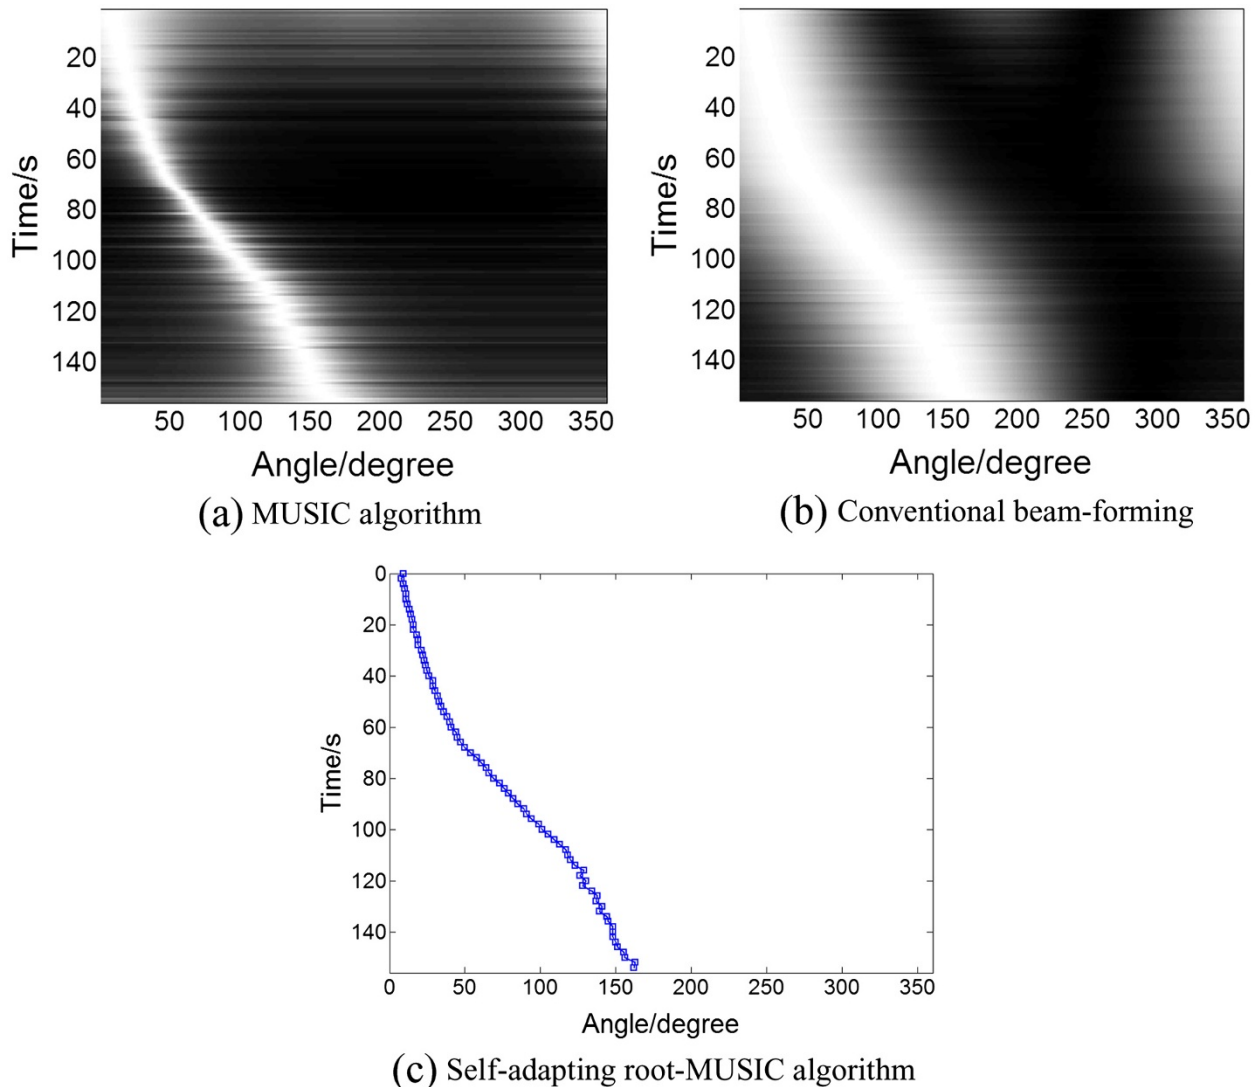 20
40
60
80
100
120
140
Time/s
50 100 150 200 250 300 350
Angle/degree
(a) MUSIC algorithm
20
40
60
80
100
120
140
Time/s
50 100 150 200 250 300 350
Angle/degree
(b) Conventional beam-forming
0
20
40
60
80
100
120
140
Time/s
0 50 100 150 200 250 300 350
Angle/degree
(c) Self-adapting root-MUSIC algorithm